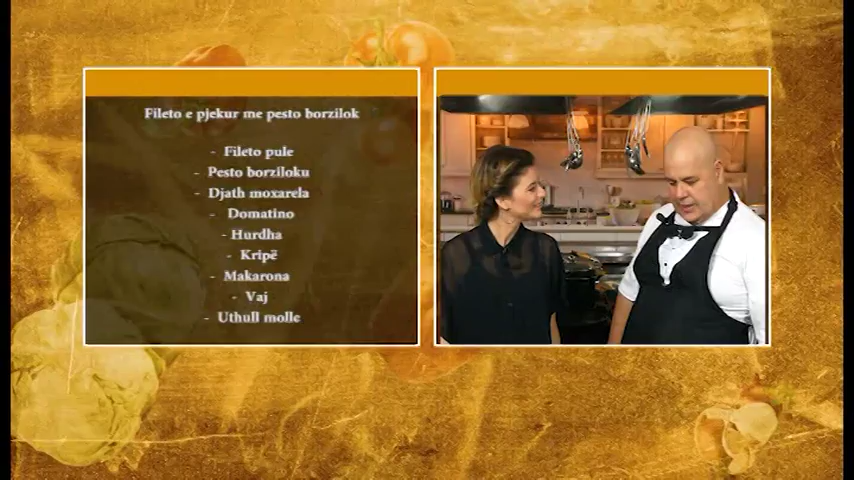 Fileto e pjekur me pesto borzilok
- Fileto pule
- Pesto borziloku
- Djath moxarela
- Domatino
- Hurdha
- Kripë
- Makarona
- Vaj
- Uthull molle